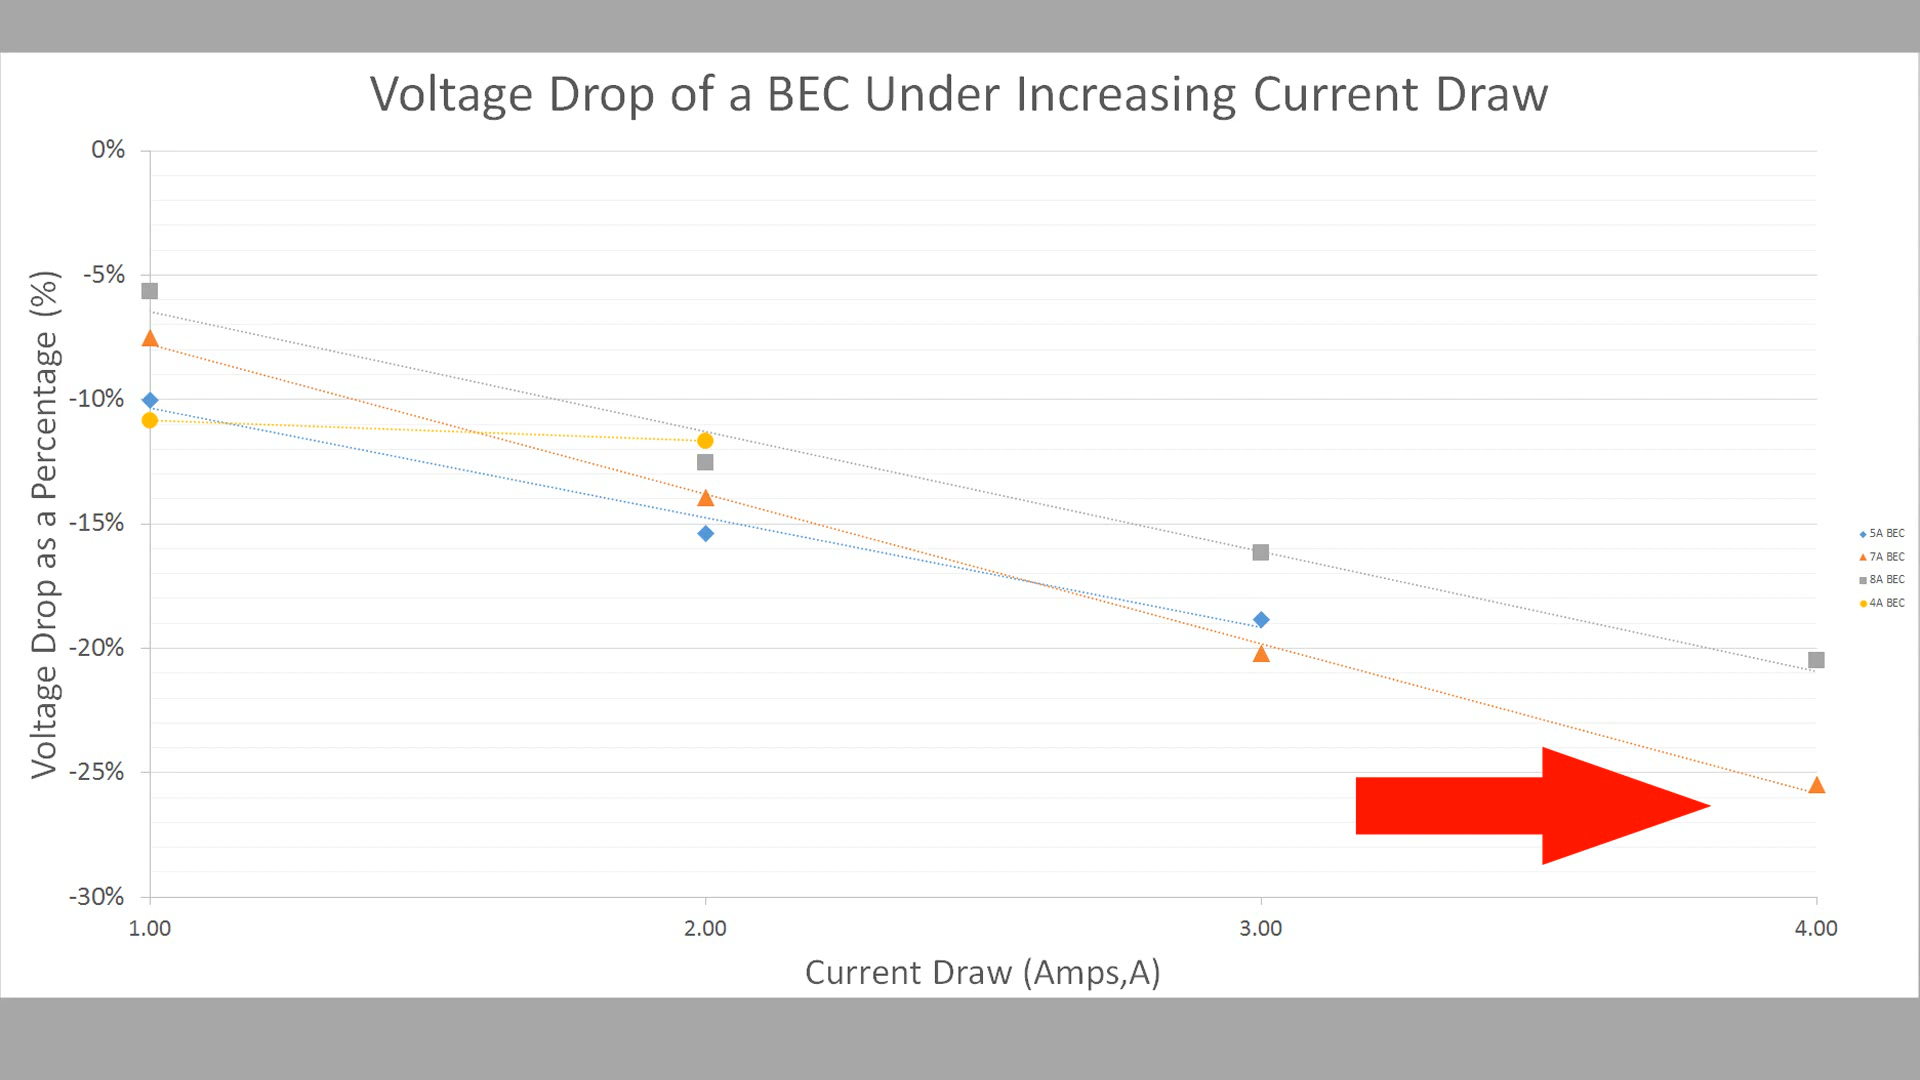 Voltage Drop of a BEC Under Increasing Current Draw
Voltage Drop as a Percentage (%)
0%
-5%
-10%
-15%
-20%
-25%
-30%
1.00
2.00
3.00
4.00
Current Draw (Amps,A)
5A BEC
7A BEC
8A BEC
4A BEC